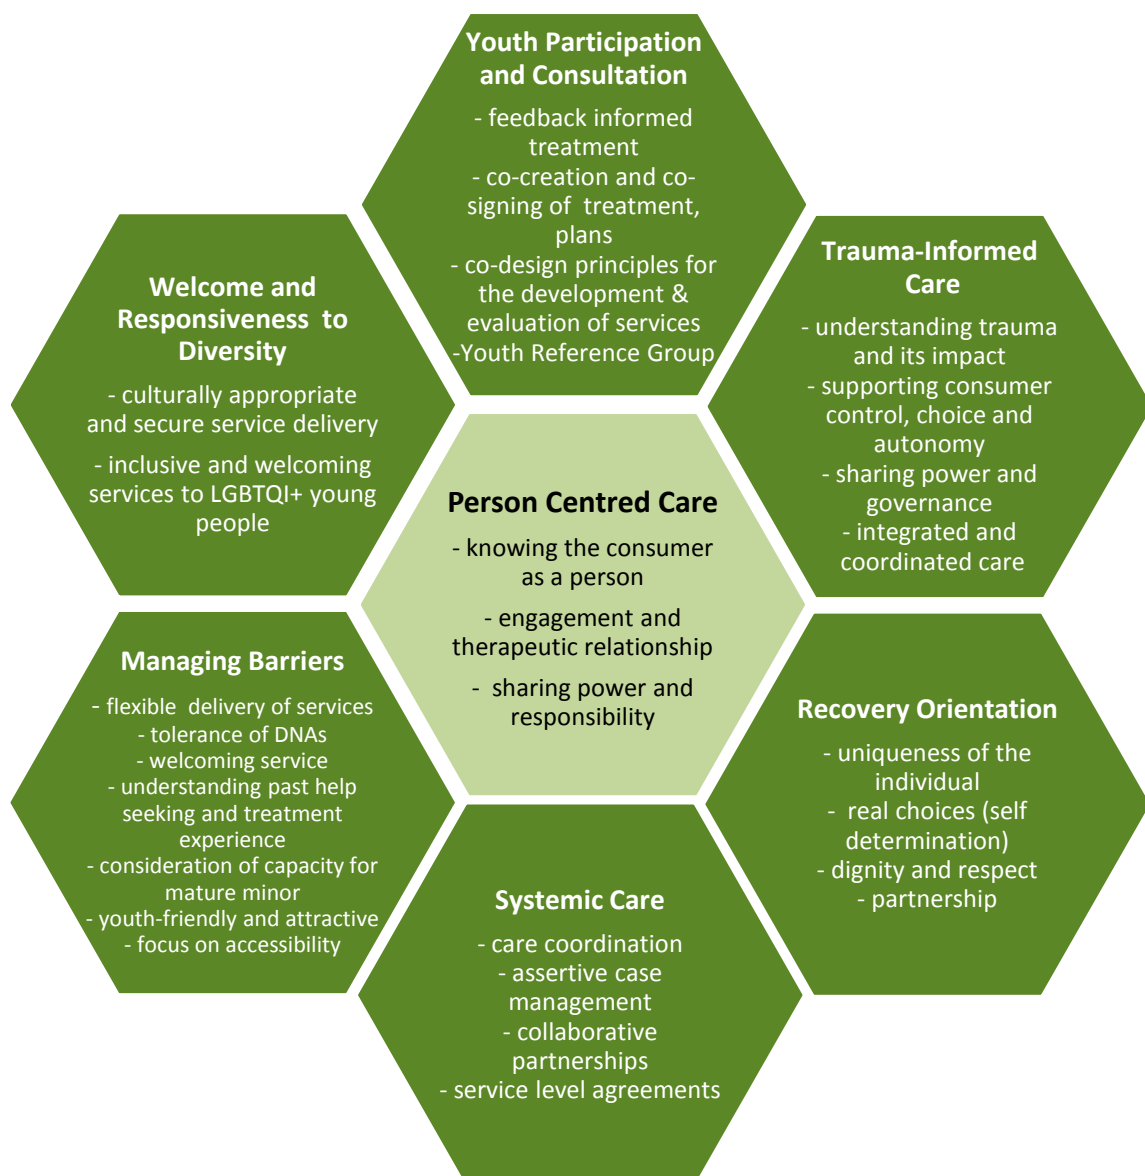 Youth Participation
and Consultation
- feedback informed
treatment
- co-creation and co-
signing of  treatment,
plans
- co-design principles for
the development &
evaluation of services
-Youth Reference Group
Welcome and
Responsiveness  to
Diversity
- culturally appropriate
and secure service delivery
- inclusive and welcoming
services to LGBTQI+ young
people
Trauma-Informed
Care
- understanding trauma
and its impact
- supporting consumer
control, choice and
autonomy
- sharing power and
governance
- integrated and
coordinated care
Person Centred Care
- knowing the consumer
as a person
- engagement and
therapeutic relationship
-  sharing power and
responsibility
Managing Barriers
- flexible  delivery of services
- tolerance of DNAs
- welcoming service
- understanding past help
seeking and treatment
experience
- consideration of capacity for
mature minor
- youth-friendly and attractive
- focus on accessibility
Recovery Orientation
- uniqueness of the
individual
-  real choices (self
determination)
- dignity and respect
- partnership
Systemic Care
- care coordination
- assertive case
management
- collaborative
partnerships
- service level agreements